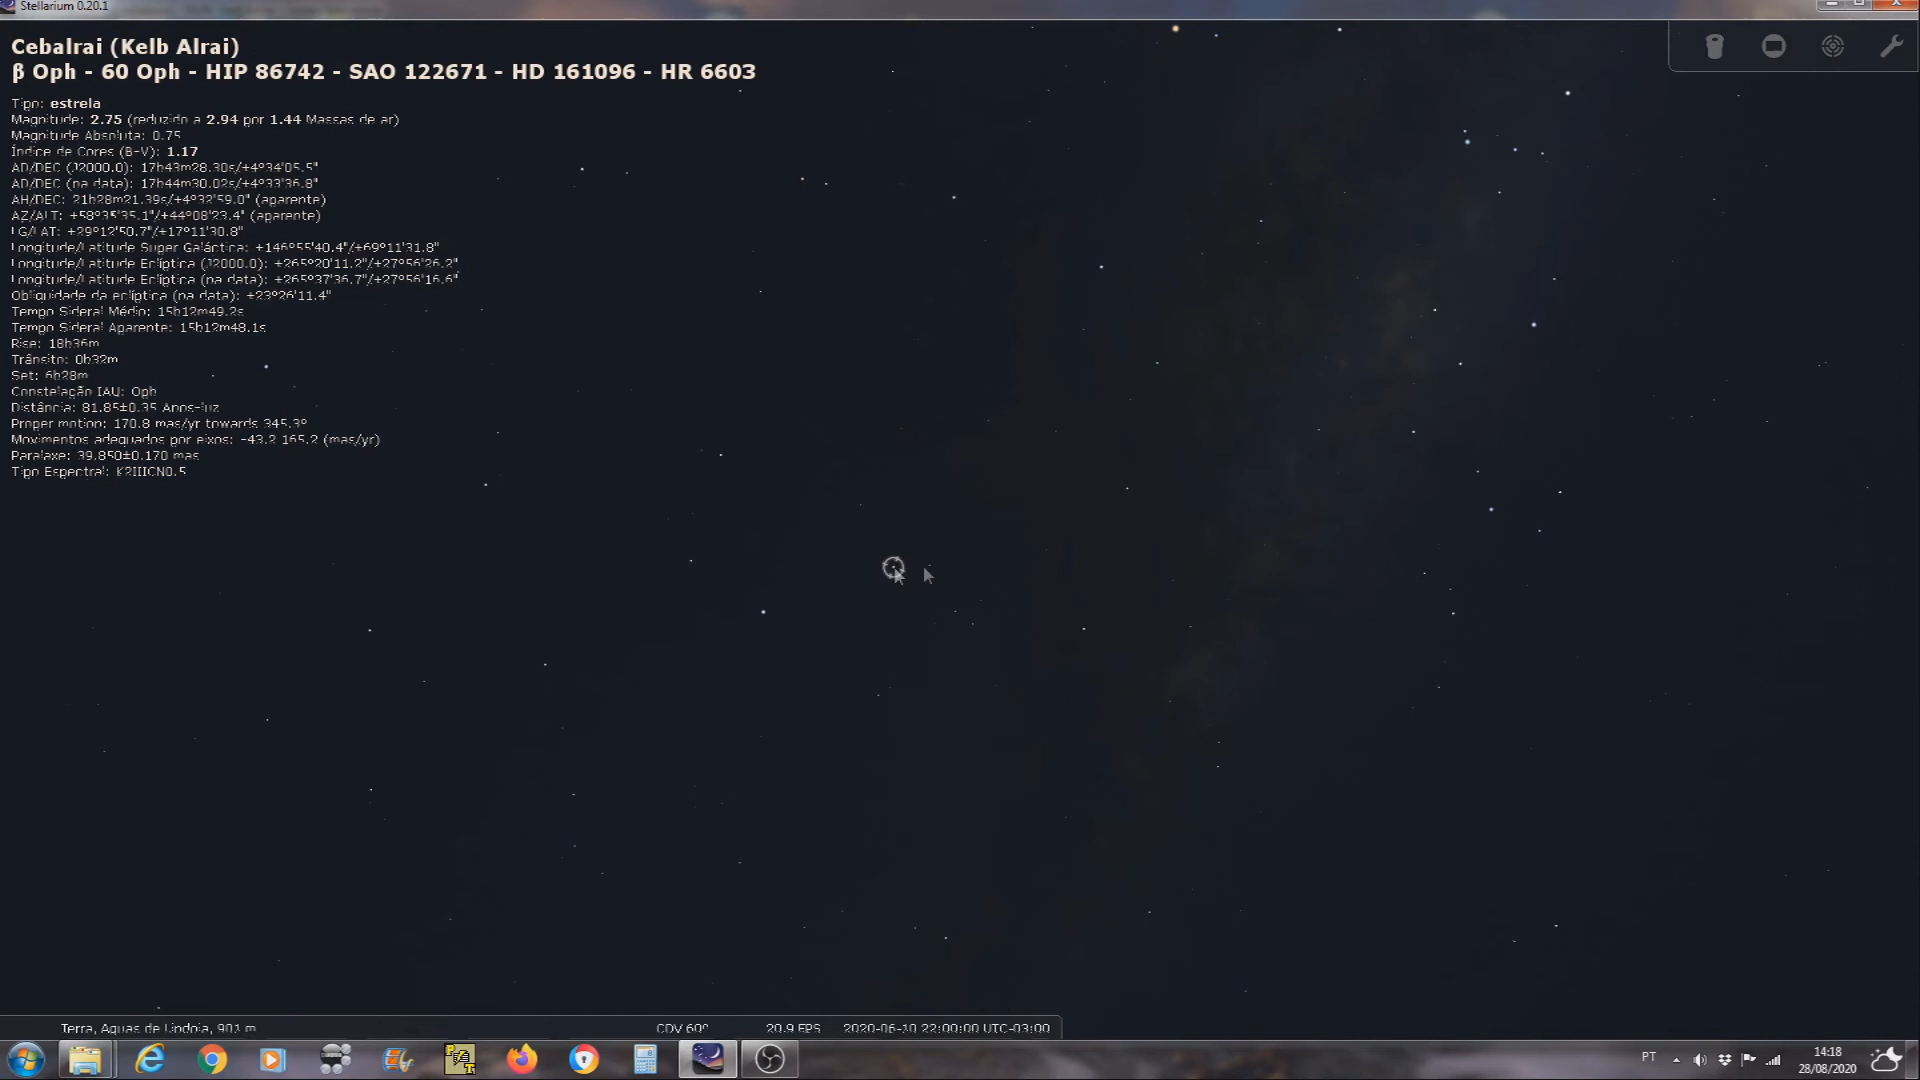 Stellarium 0.20.1
Cebalrai (Kelb Alrai)
β Oph - 60 Oph - HIP 86742 - SAO 122671 - HD 161096 - HR 6603
Tipo: estrela
Magnitude: 2.75 (reduzido a 2.94 por 1.44 Massas de ar)
Magnitude Absoluta: 0.75
Índice de Cores (B-V): 1.17
AD/DEC (J2000.0): 17h43m28.30s/+4°34'05.5"
AD/DEC (na data): 17h44m30.02s/+4°33'36.8"
AH/DEC: 21h28m21.39s/+4°32'59.0" (aparente)
AZ/ALT: +58°35'35.1"/+44°08'23.4" (aparente)
LG/LAT: +29°12'50.7"/+17°11'30.8"
Longitude/Latitude Super Galáctica: +146°55'40.4"/+69°11'31.8"
Longitude/Latitude Eclíptica (J2000.0): +265°20'11.2"/+27°56'26.2"
Longitude/Latitude Eclíptica (na data): +265°37'36.7"/+27°56'16.6"
Obliquidade da eclíptica (na data): +23°26'11.4"
Tempo Sideral Médio: 15h12m49.2s
Tempo Sideral Aparente: 15h12m48.1s
Rise: 18h36m
Trânsito: 0h32m
Set: 6h28m
Constelação IAU: Oph
Distância: 81.85±0.35 Anos-luz
Proper motion: 170.8 mas/yr towards 345.3°
Movimentos adequados por eixos: -43.2 165.2 (mas/yr)
Paralaxe: 39.850±0.170 mas
Tipo Espectral: K2IIICN0.5
Terra, Águas de Lindoia, 901 m CDV 60° 20.9 FPS 2020-06-10 22:00:00 UTC-03:00
PT
14:18
28/08/2020